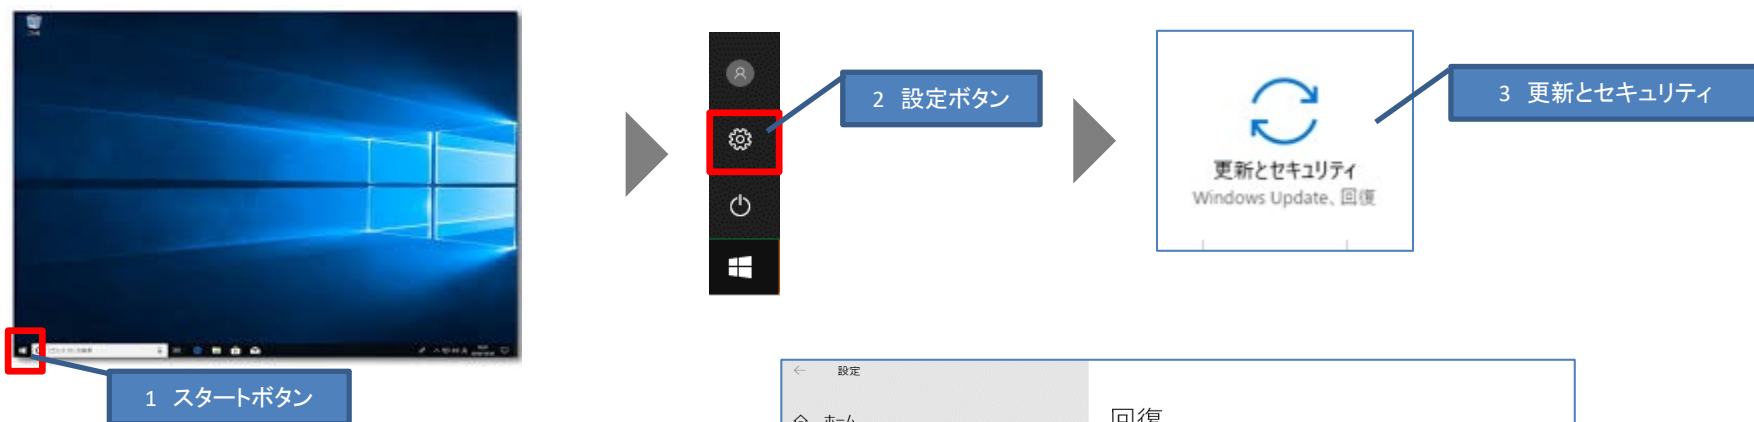 1 スタートボタン
2 設定ボタン
更新とセキュリティ
Windows Update、回復
3 更新とセキュリティ
設定
ホーム
回復